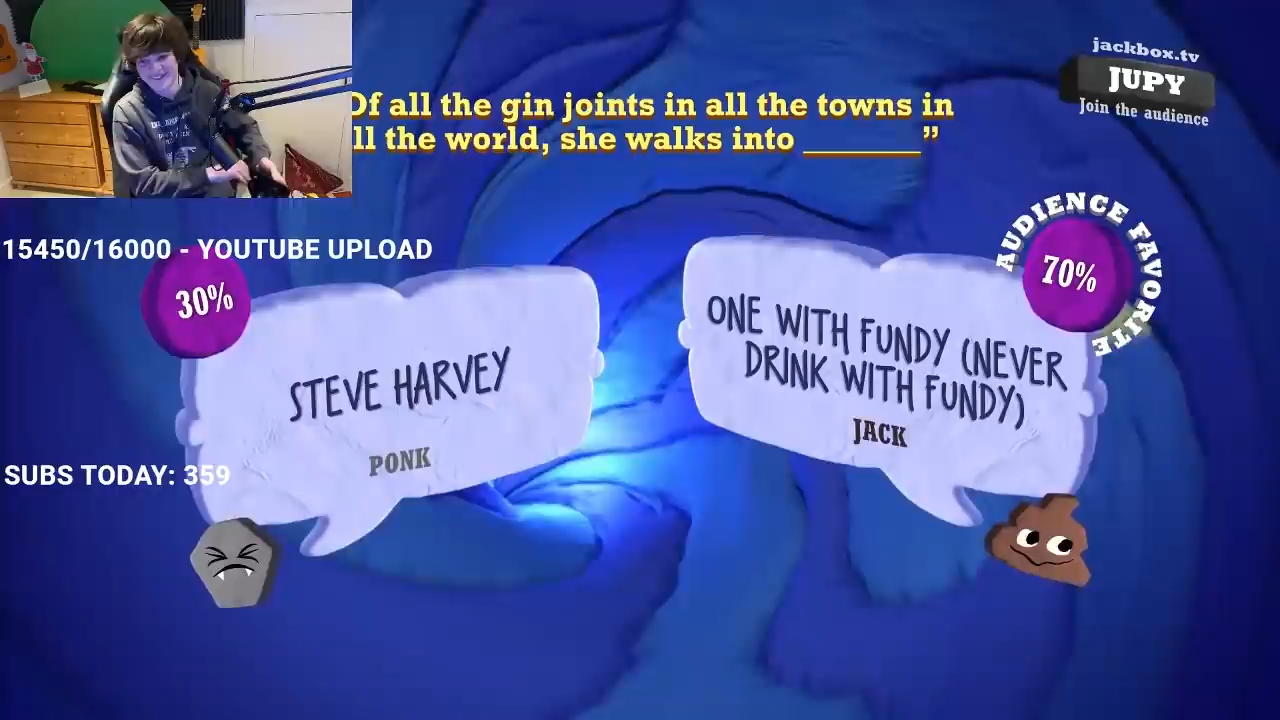 jackbox.tv
JUPY
Join the audience
Of all the gin joints in all the towns in
ll the world, she walks into _______”
AUDIENCE FAVORITE
15450/16000 - YOUTUBE UPLOAD
30%
70%
STEVE HARVEY
PONK
ONE WITH FUNDY (NEVER
DRINK WITH FUNDY)
JACK
SUBS TODAY: 359